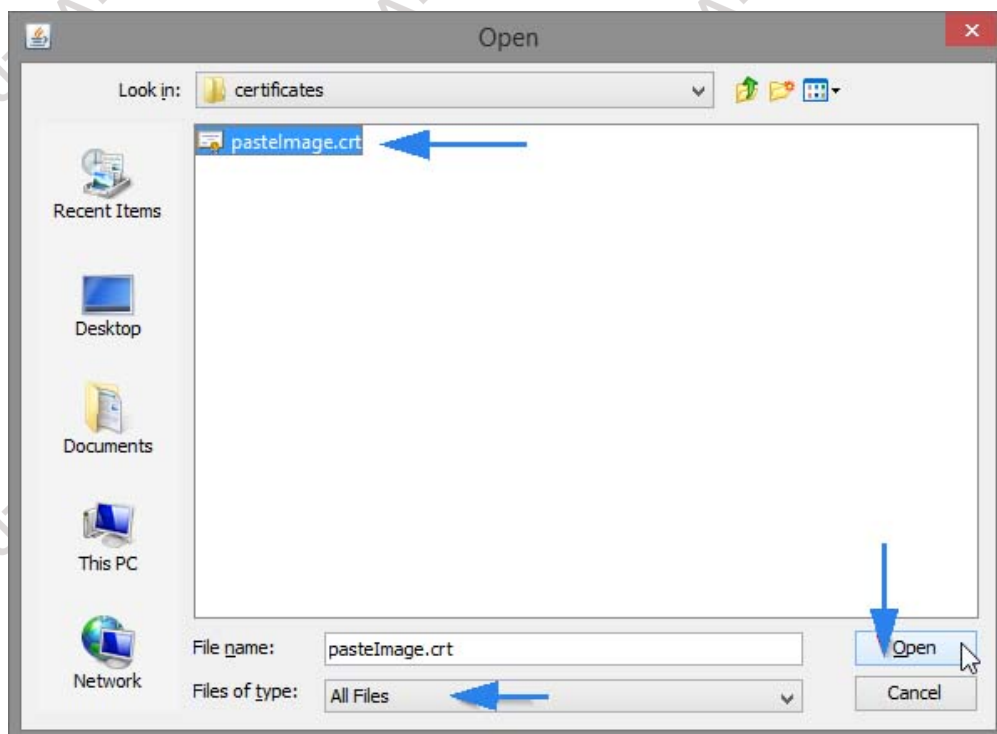 Open
Look in: certificates
pasteImage.crt
Recent Items
Desktop
Documents
This PC
Network
File name: pasteImage.crt Open
Files of type: All Files Cancel